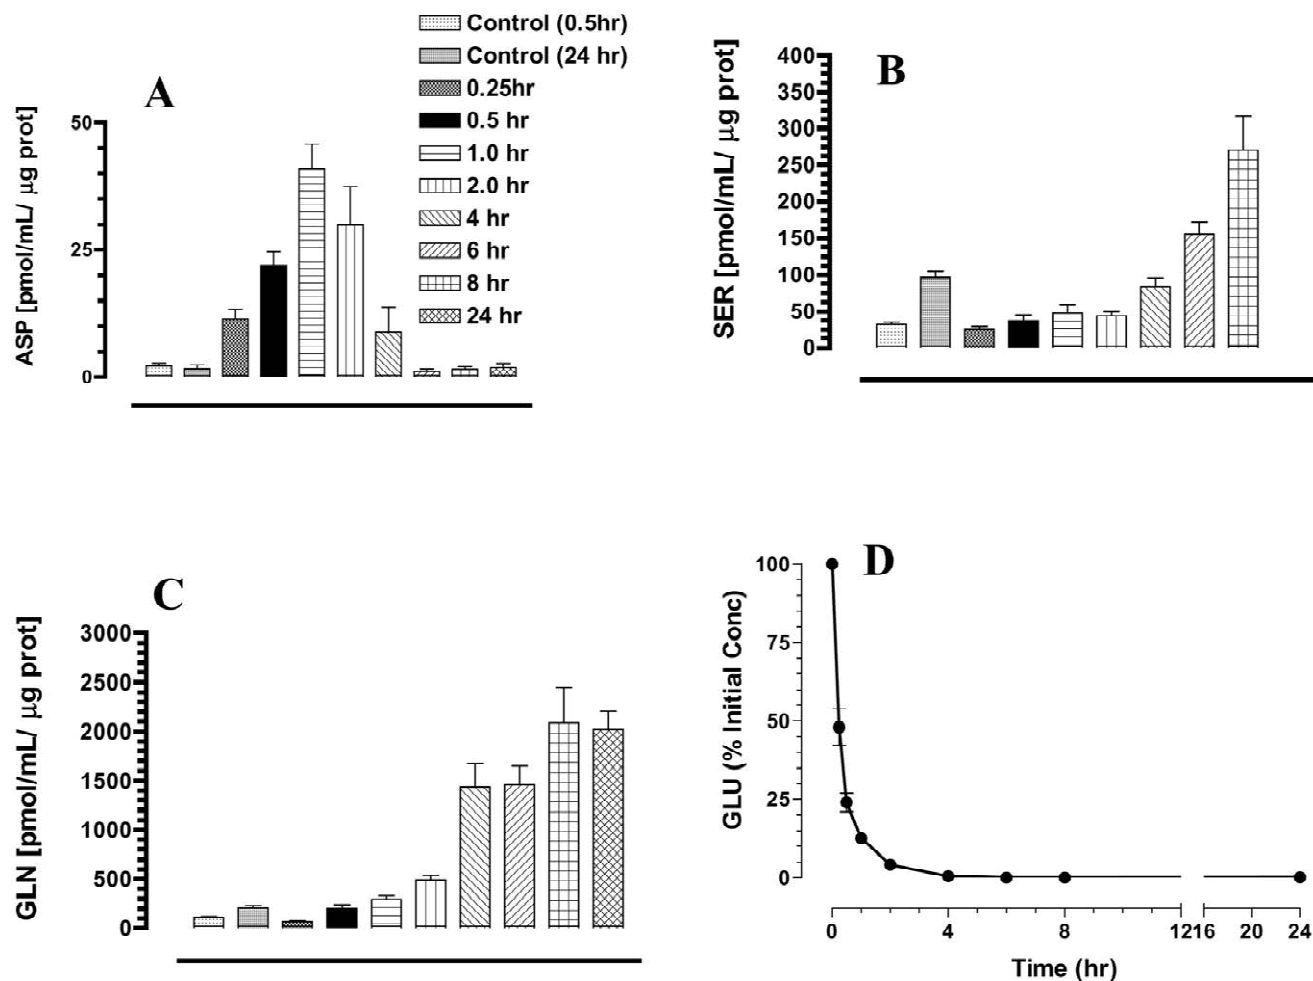 Control (0.5hr)
Control (24 hr)
0.25hr
0.5 hr
1.0 hr
2.0 hr
4 hr
6 hr
8 hr
24 hr
A
ASP [pmol/mL/ μg prot]
50
25
0
B
SER [pmol/mL/ μg prot]
400
350
300
250
200
150
100
50
0
C
GLN [pmol/mL/ μg prot]
3000
2500
2000
1500
1000
500
0
D
GLU (% Initial Conc)
100
75
50
25
0
0 4 8 12 16 20 24
Time (hr)